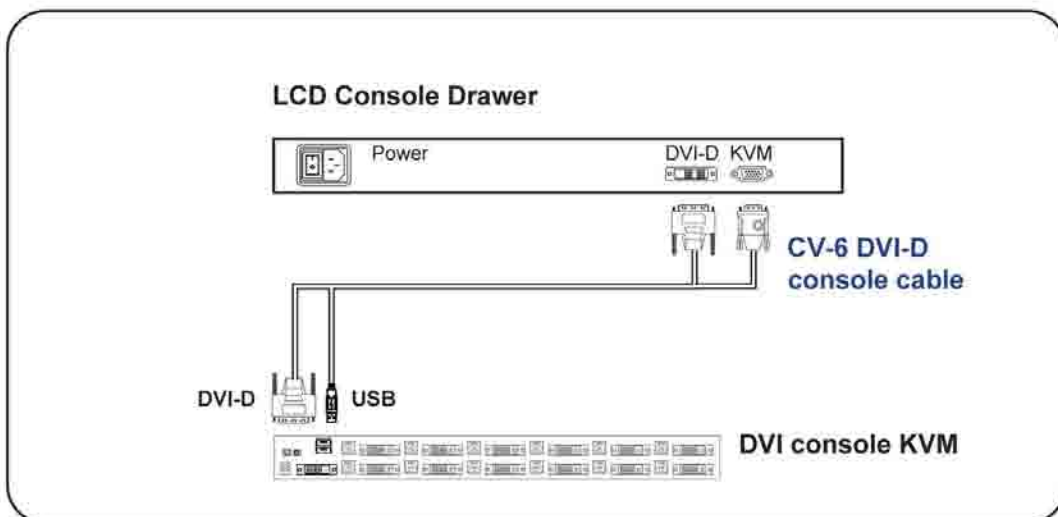 LCD Console Drawer
Power
DVI-D KVM
CV-6 DVI-D
console cable
DVI-D
USB
DVI console KVM